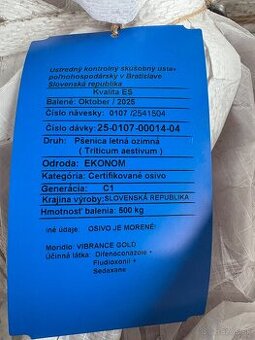 Ústredný kontrolný skúšobný ústav
poľnohospodársky v Bratislave
Slovenská republika
Kvalita ES
Balené: Október / 2025
Číslo návesky: 0107 /2541504
Číslo dávky: 25-0107-00014-04
Druh: Pšenica letná ozimná
( Triticum aestivum )
Odroda: EKONOM
Kategória: Certifikované osivo
Generácia: C1
Krajina výroby: SLOVENSKÁ REPUBLIKA
Hmotnosť balenia: 500 kg
Iné údaje: OSIVO JE MORENÉ!
Moridlo: VIBRANCE GOLD
Účinná látka: Difenoconazole +
Fludioxonil +
Sedaxane